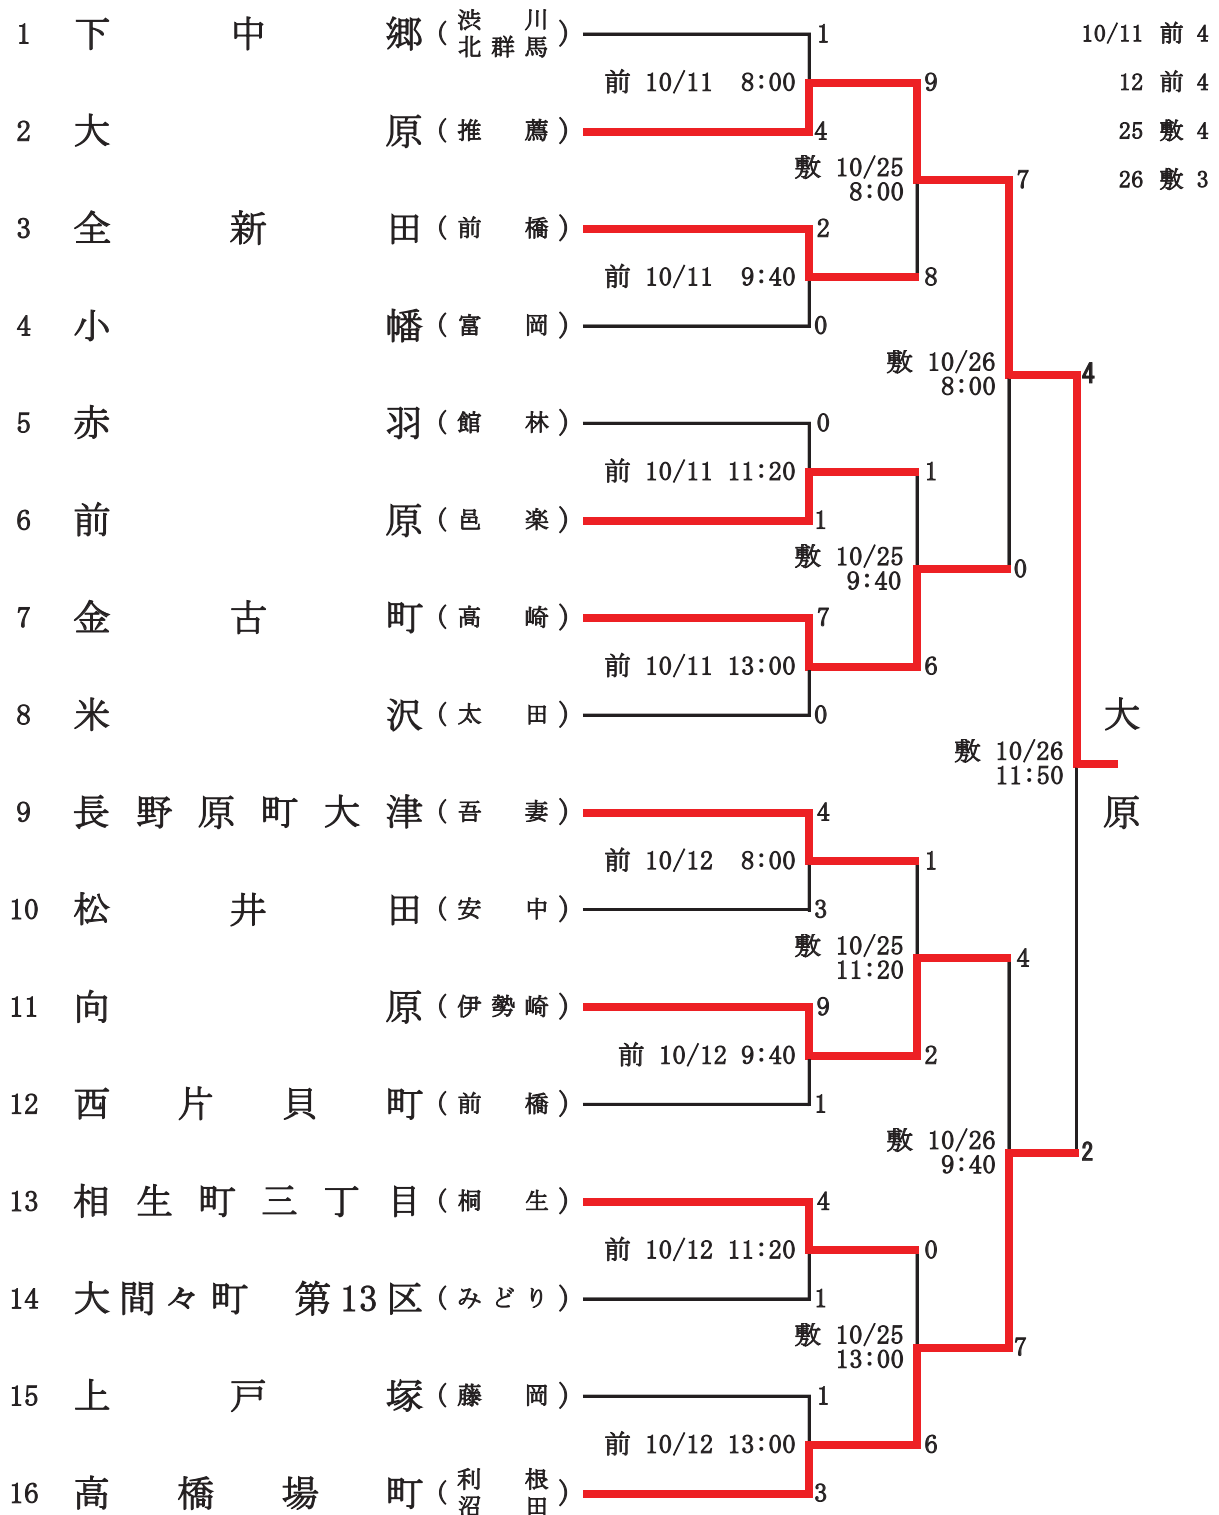 1 下中郷 (渋川北群馬) 1
10/11 前 4
前 10/11 8:00 9
12 前 4
2 大原 (推薦) 4
25 敷 4
敷 10/25 8:00 7
26 敷 3
3 全新田 (前橋) 2
前 10/11 9:40 8
4 小幡 (富岡) 0
敷 10/26 8:00 4
5 赤羽 (館林) 0
前 10/11 11:20 1
6 前原 (邑楽) 1
敷 10/25 9:40 0
7 金古町 (高崎) 7
前 10/11 13:00 6
8 米沢 (太田) 0
敷 10/26 11:50 大原
9 長野原町大津 (吾妻) 4
前 10/12 8:00 1
10 松井田 (安中) 3
敷 10/25 11:20 4
11 向原 (伊勢崎) 9
前 10/12 9:40 2
12 西片貝町 (前橋) 1
敷 10/26 9:40 2
13 相生町三丁目 (桐生) 4
前 10/12 11:20 0
14 大間々町 第13区 (みどり) 1
敷 10/25 13:00 7
15 上戸塚 (藤岡) 1
前 10/12 13:00 6
16 高橋場町 (利根沼田) 3